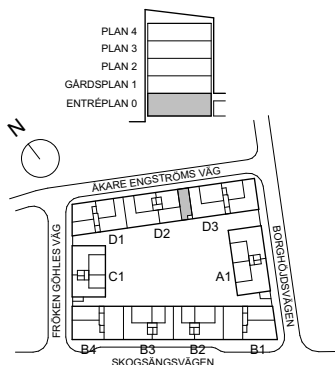 PLAN 4
PLAN 3
PLAN 2
GÅRDSPLAN 1
ENTRÉPLAN 0
N
ÅKARE ENGSTRÖMS VÄG
FRÖKEN GÖHLES VÄG
BORGHÖJDSVÄGEN
D1
D2
D3
C1
A1
B4
B3
B2
B1
SKOGSÄNGSVÄGEN